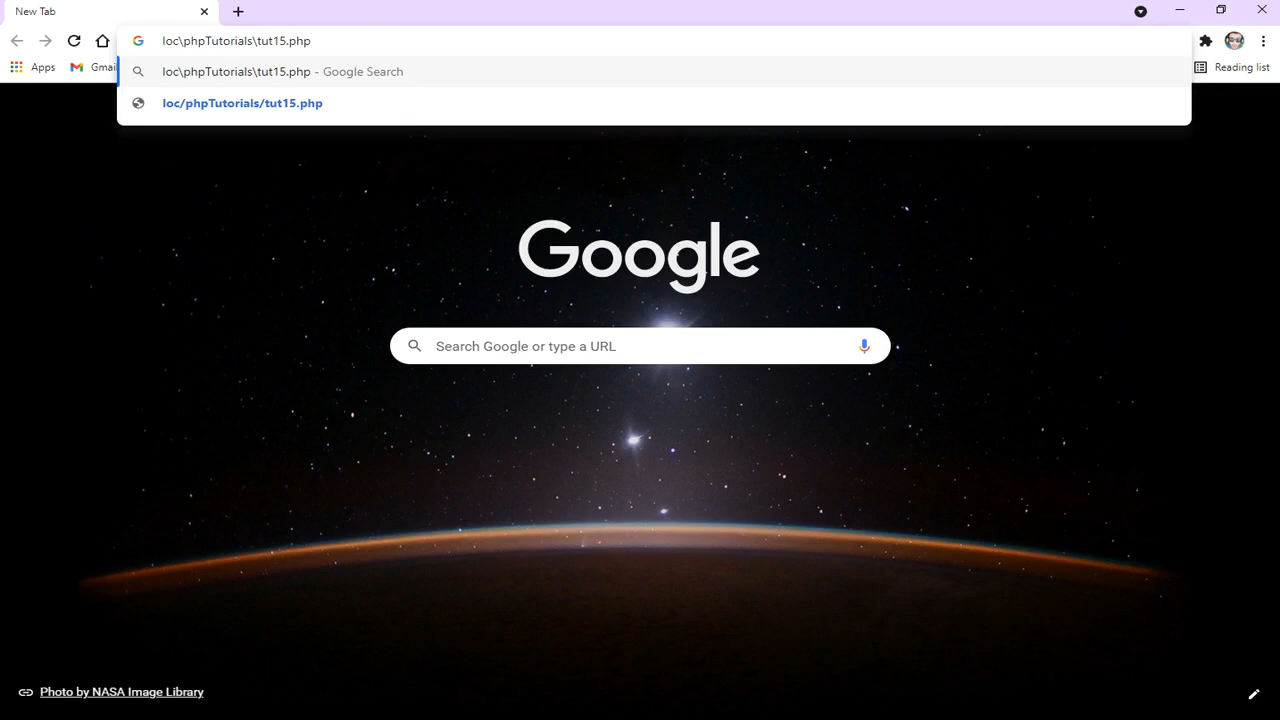 New Tab
loc\phpTutorials\tut15.php
Apps
Gmai
loc\phpTutorials\tut15.php - Google Search
Reading list
loc/phpTutorials/tut15.php
Google
Search Google or type a URL
Photo by NASA Image Library